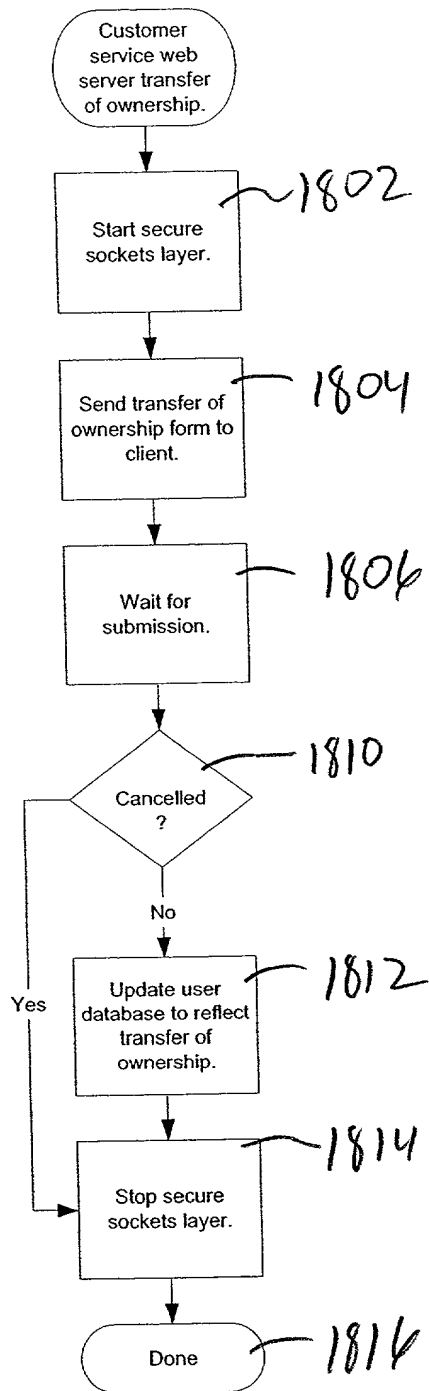 Customer
service web
server transfer
of ownership.
1802
Start secure
sockets layer.
1804
Send transfer of
ownership form to
client.
1806
Wait for
submission.
1810
Cancelled
?
No
Yes
1812
Update user
database to reflect
transfer of
ownership.
1814
Stop secure
sockets layer.
Done
1816